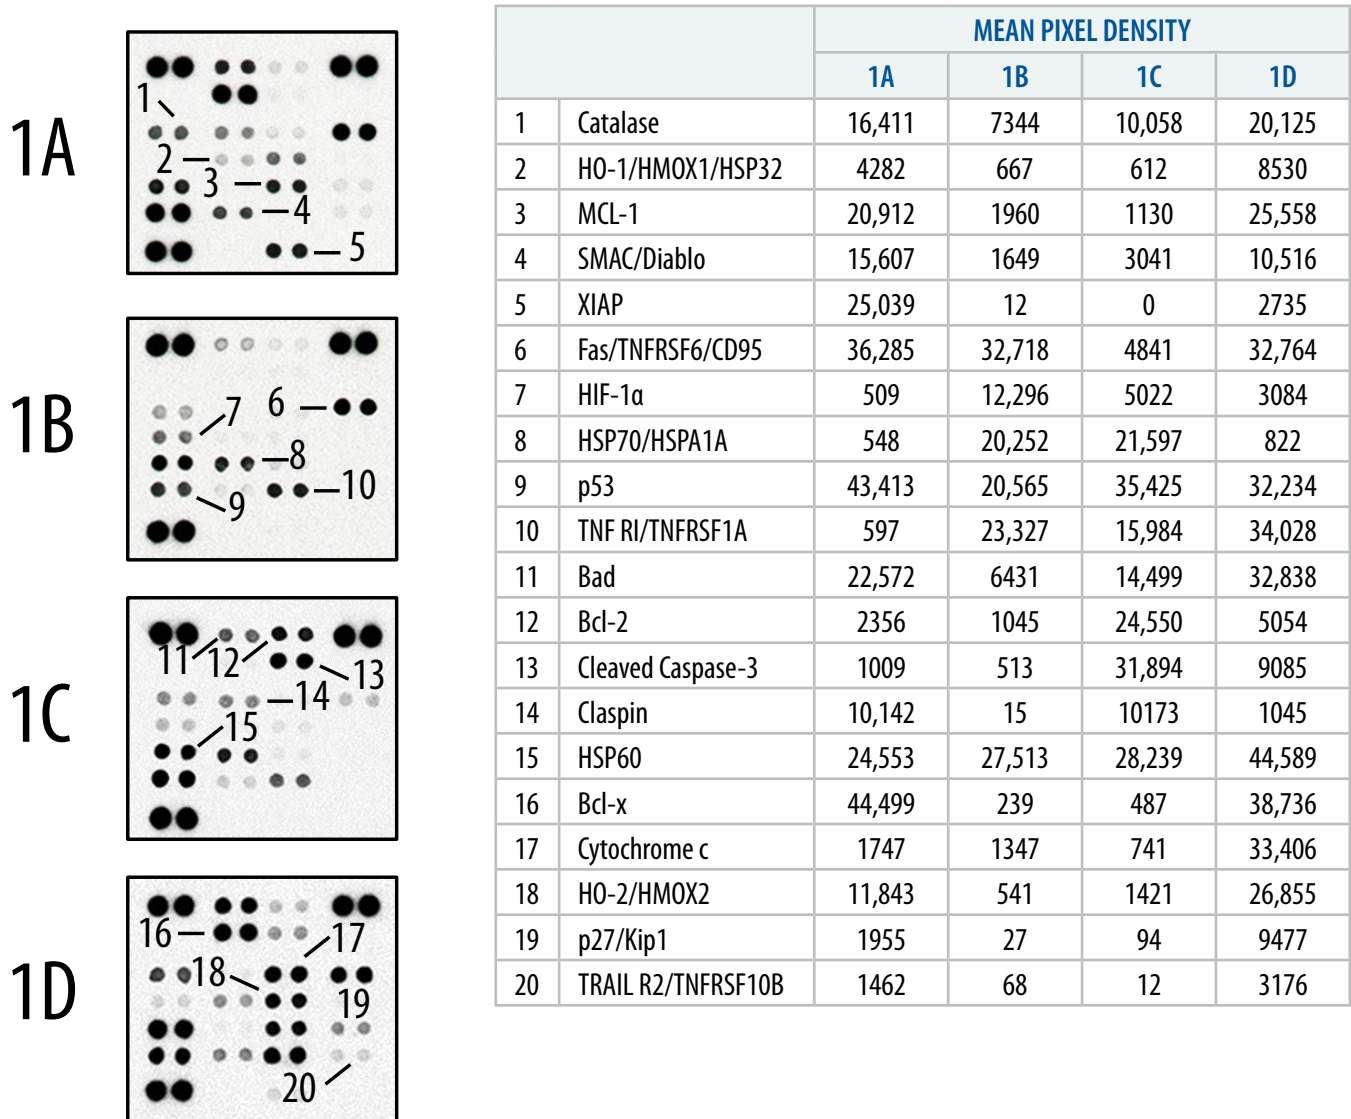 1A
1
2
3
4
5
1B
6
7
8
9
10
1C
11
12
13
14
15
1D
16
17
18
19
20
MEAN PIXEL DENSITY
1A 1B 1C 1D
1 Catalase 16,411 7344 10,058 20,125
2 HO-1/HMOX1/HSP32 4282 667 612 8530
3 MCL-1 20,912 1960 1130 25,558
4 SMAC/Diablo 15,607 1649 3041 10,516
5 XIAP 25,039 12 0 2735
6 Fas/TNFRSF6/CD95 36,285 32,718 4841 32,764
7 HIF-1α 509 12,296 5022 3084
8 HSP70/HSPA1A 548 20,252 21,597 822
9 p53 43,413 20,565 35,425 32,234
10 TNF RI/TNFRSF1A 597 23,327 15,984 34,028
11 Bad 22,572 6431 14,499 32,838
12 Bcl-2 2356 1045 24,550 5054
13 Cleaved Caspase-3 1009 513 31,894 9085
14 Claspin 10,142 15 10173 1045
15 HSP60 24,553 27,513 28,239 44,589
16 Bcl-x 44,499 239 487 38,736
17 Cytochrome c 1747 1347 741 33,406
18 HO-2/HMOX2 11,843 541 1421 26,855
19 p27/Kip1 1955 27 94 9477
20 TRAIL R2/TNFRSF10B 1462 68 12 3176